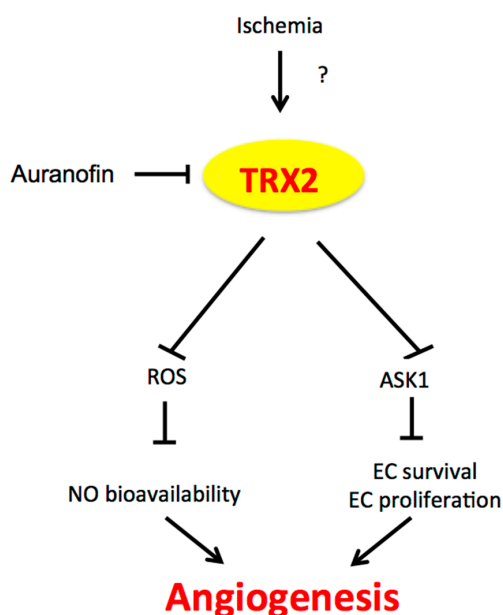 Ischemia
?
Auranofin
TRX2
ROS
ASK1
NO bioavailability
EC survival
EC proliferation
Angiogenesis